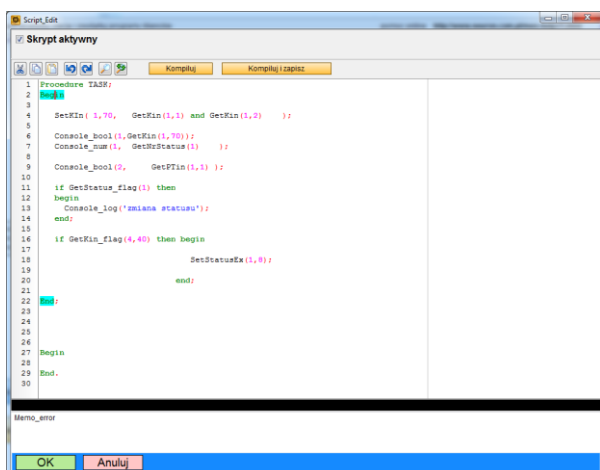 Script_Edit
Skrypt aktywny
Kompiluj Kompiluj i zapisz
1 Procedure TASK;
2 Begin
3
4 SetKIn( 1,70, GetKin(1,1) and GetKin(1,2) );
5
6 Console_bool(1,GetKin(1,70));
7 Console_num(1, GetNrStatus(1) );
8
9 Console_bool(2, GetPTin(1,1) );
10
11 if GetStatus_flag(1) then
12 begin
13 Console_log('zmiana statusu');
14 end;
15
16 if GetKin_flag(4,40) then begin
17
18 SetStatusEx(1,8);
19
20 end;
21
22 End;
23
24
25
26
27 Begin
28
29 End.
30
Memo_error
OK Anuluj